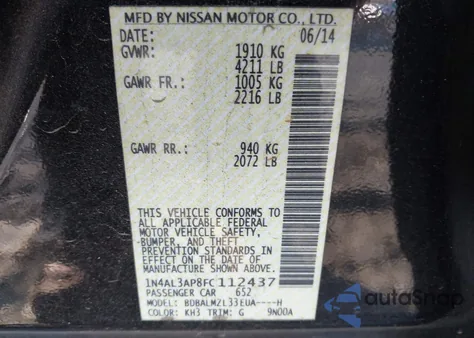 MFD BY NISSAN MOTOR CO., LTD.
DATE: 06/14
GVWR: 1910 KG
4211 LB
GAWR FR.: 1005 KG
2216 LB
GAWR RR.: 940 KG
2072 LB
THIS VEHICLE CONFORMS TO
ALL APPLICABLE FEDERAL
MOTOR VEHICLE SAFETY,
BUMPER, AND THEFT
PREVENTION STANDARDS IN
EFFECT ON THE DATE OF
MANUFACTURE SHOWN ABOVE.
1N4AL3AP8FC112437
PASSENGER CAR 652
MODEL: BDBALM2L33EUA----H
COLOR: KH3 TRIM: G 9N00A
AutoSnap